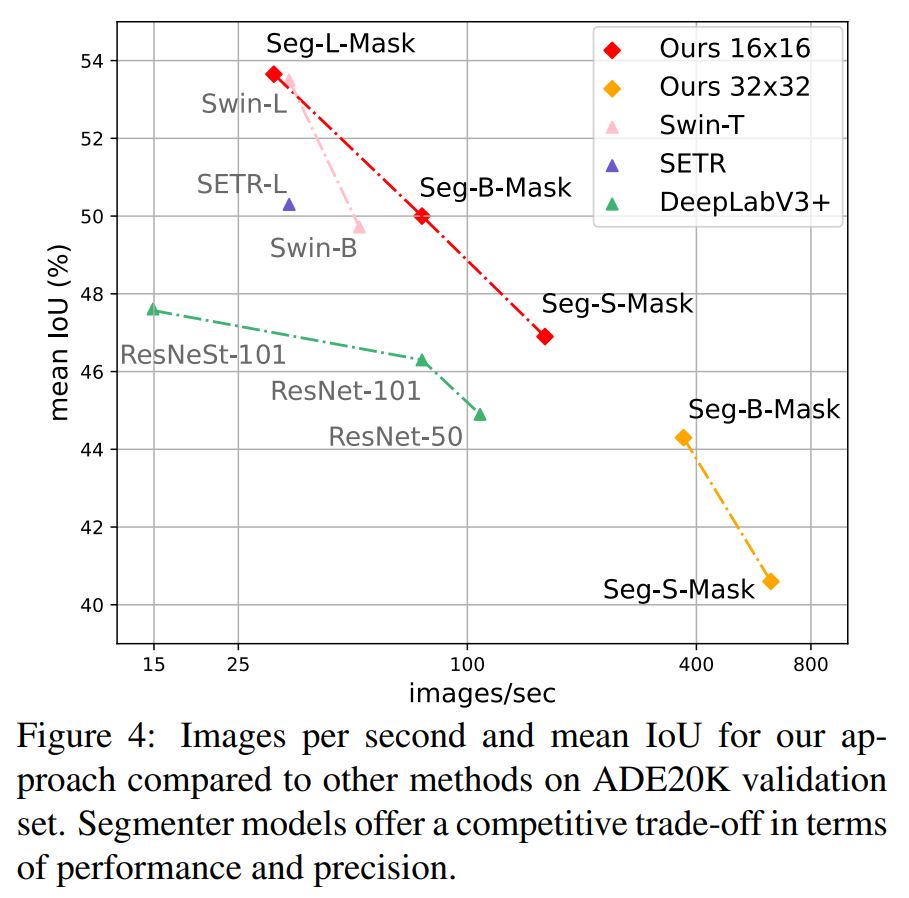 Seg-L-Mask
Swin-L
SETR-L
Swin-B
Seg-B-Mask
Seg-S-Mask
ResNeSt-101
ResNet-101
ResNet-50
Seg-B-Mask
Seg-S-Mask
Ours 16x16
Ours 32x32
Swin-T
SETR
DeepLabV3+
mean IoU (%)
54
52
50
48
46
44
42
40
15 25 100 400 800
images/sec
Figure 4: Images per second and mean IoU for our ap-
proach compared to other methods on ADE20K validation
set. Segmenter models offer a competitive trade-off in terms
of performance and precision.